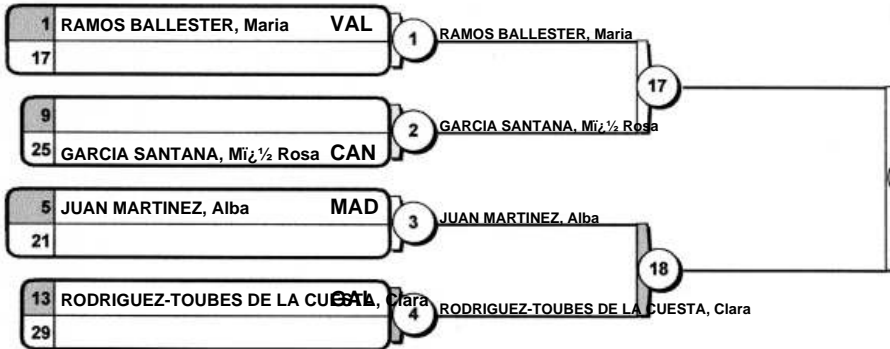 1 RAMOS BALLESTER, Maria VAL
17
1 RAMOS BALLESTER, Maria
17
9
25 GARCIA SANTANA, Mï¿½ Rosa CAN
2 GARCIA SANTANA, Mï¿½ Rosa
5 JUAN MARTINEZ, Alba MAD
21
3 JUAN MARTINEZ, Alba
18
13 RODRIGUEZ-TOUBES DE LA CUESTA, Clara GAL
29
4 RODRIGUEZ-TOUBES DE LA CUESTA, Clara